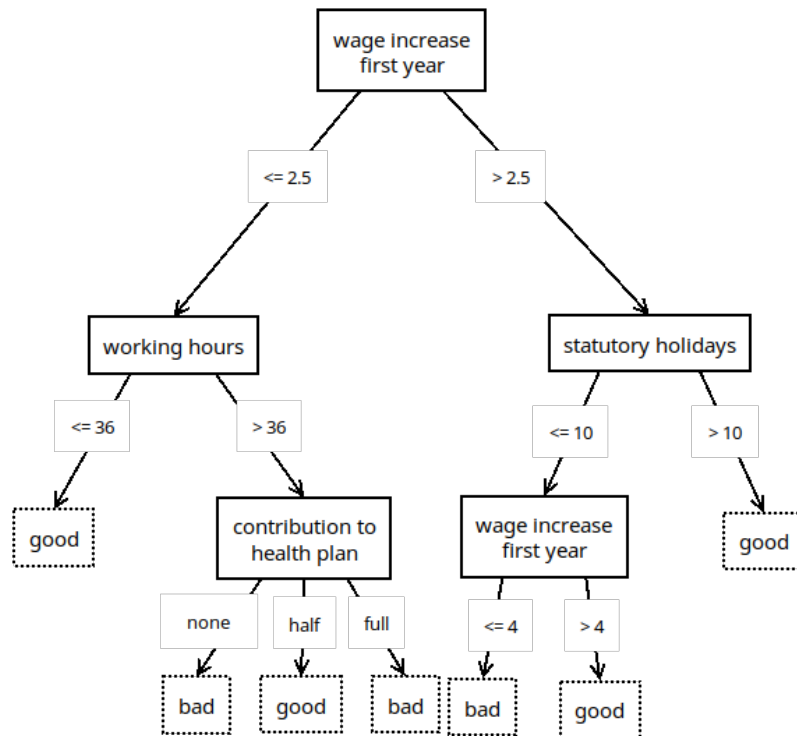 wage increase
first year
<= 2.5
> 2.5
working hours
statutory holidays
<= 36
> 36
<= 10
> 10
good
contribution to
health plan
wage increase
first year
good
none
half
full
<= 4
> 4
bad
good
bad
bad
good